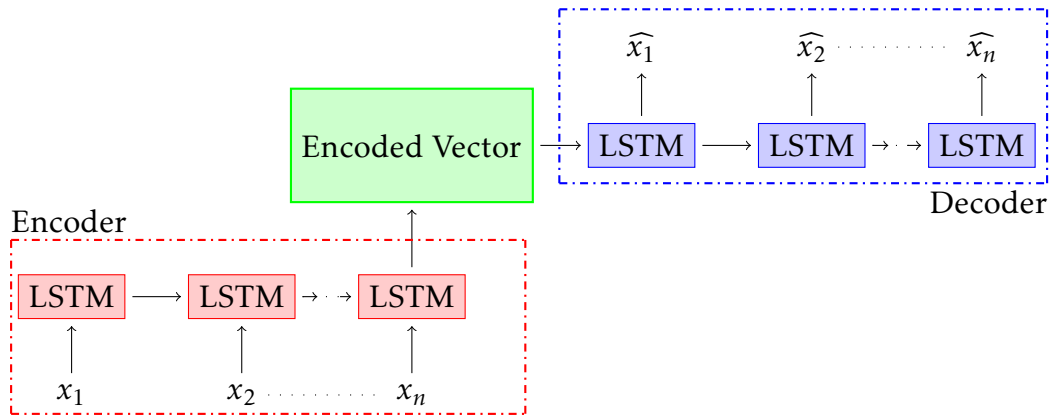 x̂₁ x̂₂ x̂ₙ
Encoded Vector
LSTM LSTM LSTM
Decoder
Encoder
LSTM LSTM LSTM
x₁ x₂ xₙ